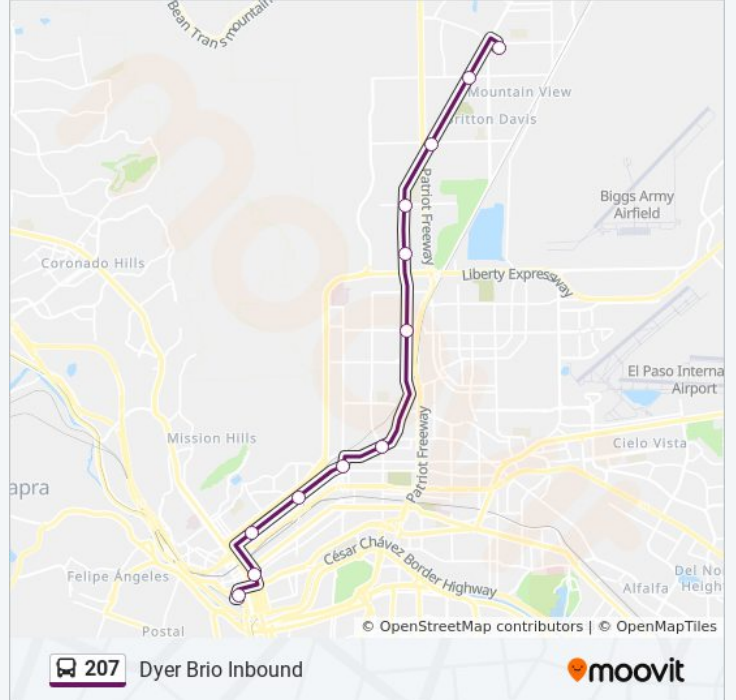 Bean Trans mountain
Mountain View
Britton Davis
Patriot Freeway
Biggs Army
Airfield
Coronado Hills
Liberty Expressway
El Paso Interna
Airport
Patriot Freeway
Mission Hills
Cielo Vista
apra
César Chávez Border Highway
Felipe Ángeles
Del No
Height
Alfalfa
Postal
© OpenStreetMap contributors | © OpenMapTiles
207 Dyer Brio Inbound
moovit